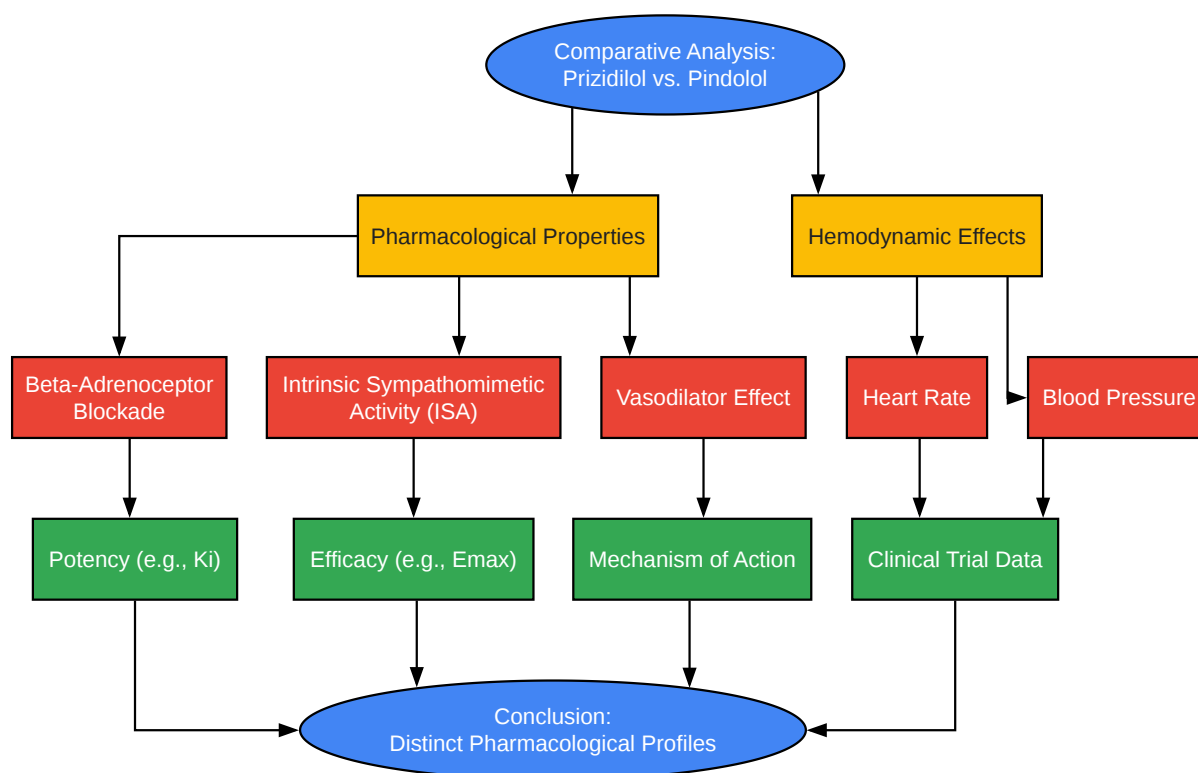 Comparative Analysis:
Prizidilol vs. Pindolol
Pharmacological Properties
Hemodynamic Effects
Beta-Adrenoceptor
Blockade
Intrinsic Sympathomimetic
Activity (ISA)
Vasodilator Effect
Heart Rate
Blood Pressure
Potency (e.g., Ki)
Efficacy (e.g., Emax)
Mechanism of Action
Clinical Trial Data
Conclusion:
Distinct Pharmacological Profiles